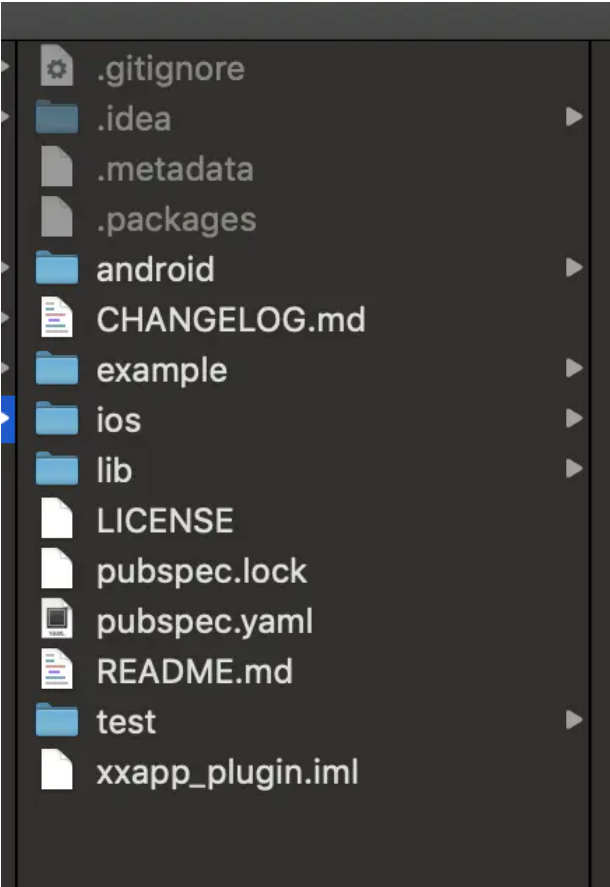 .gitignore
.idea
.metadata
.packages
android
CHANGELOG.md
example
ios
lib
LICENSE
pubspec.lock
pubspec.yaml
README.md
test
xxapp_plugin.iml